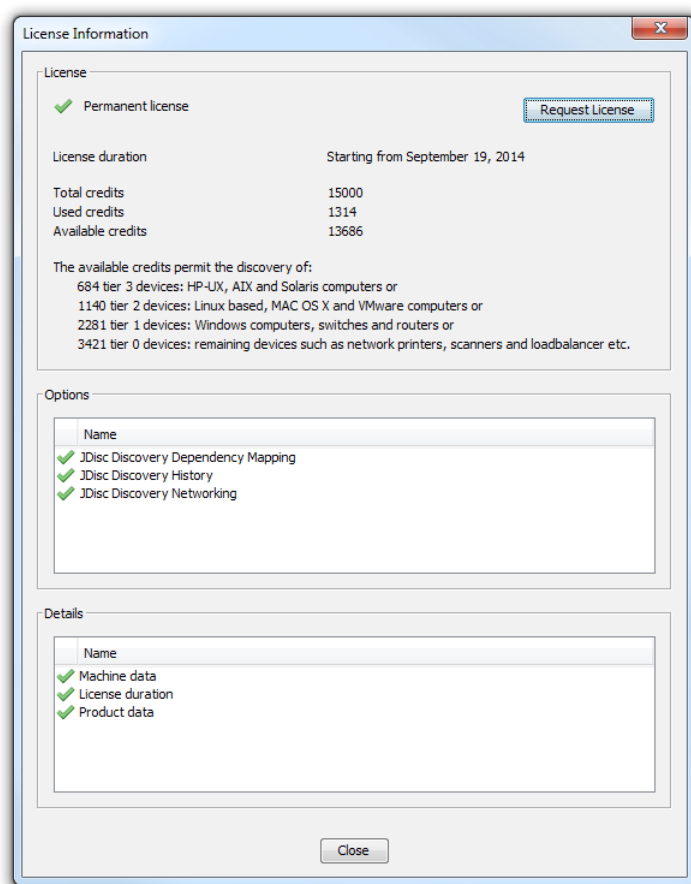 License Information
X
License
Permanent license
Request License
License duration Starting from September 19, 2014
Total credits 15000
Used credits 1314
Available credits 13686
The available credits permit the discovery of:
684 tier 3 devices: HP-UX, AIX and Solaris computers or
1140 tier 2 devices: Linux based, MAC OS X and VMware computers or
2281 tier 1 devices: Windows computers, switches and routers or
3421 tier 0 devices: remaining devices such as network printers, scanners and loadbalancer etc.
Options
Name
JDisc Discovery Dependency Mapping
JDisc Discovery History
JDisc Discovery Networking
Details
Name
Machine data
License duration
Product data
Close